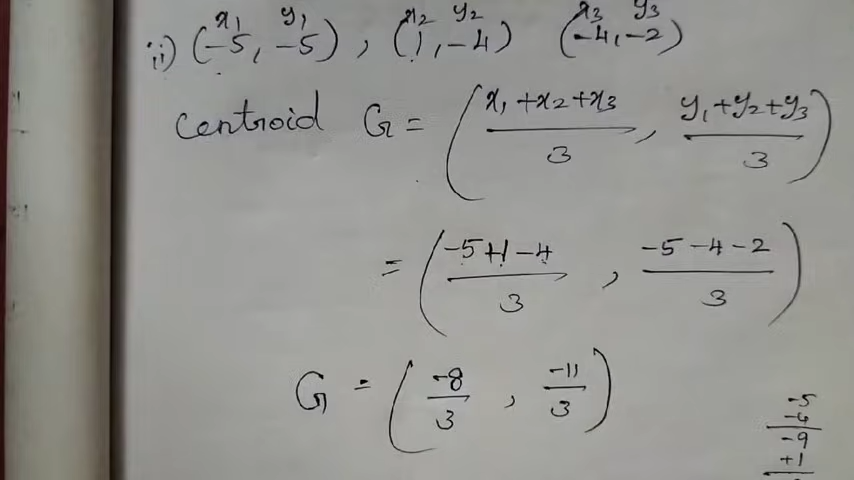 x₁ y₁ x₂ y₂ x₃ y₃
ii) (-5, -5) , (1, -4) (-4, -2)
Centroid G = ( x₁ + x₂ + x₃ / 3 , y₁ + y₂ + y₃ / 3 )
= ( -5 + 1 - 4 / 3 , -5 - 4 - 2 / 3 )
G = ( -8 / 3 , -11 / 3 )
-5
-4
-9
+1